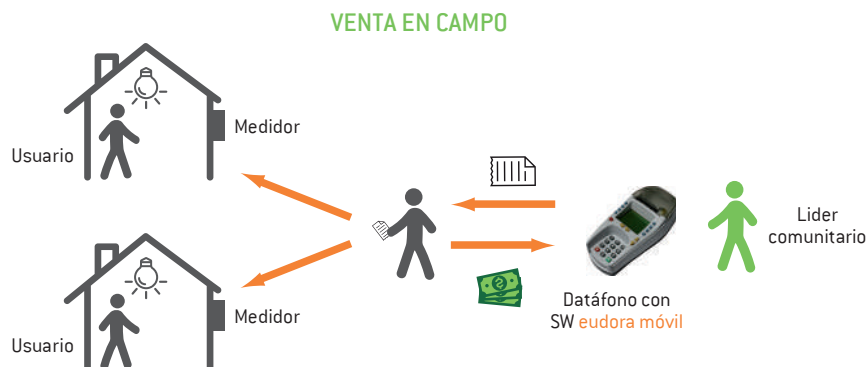 VENTA EN CAMPO
Medidor
Usuario
Lider
comunitario
Datáfono con
SW eudora móvil
Medidor
Usuario